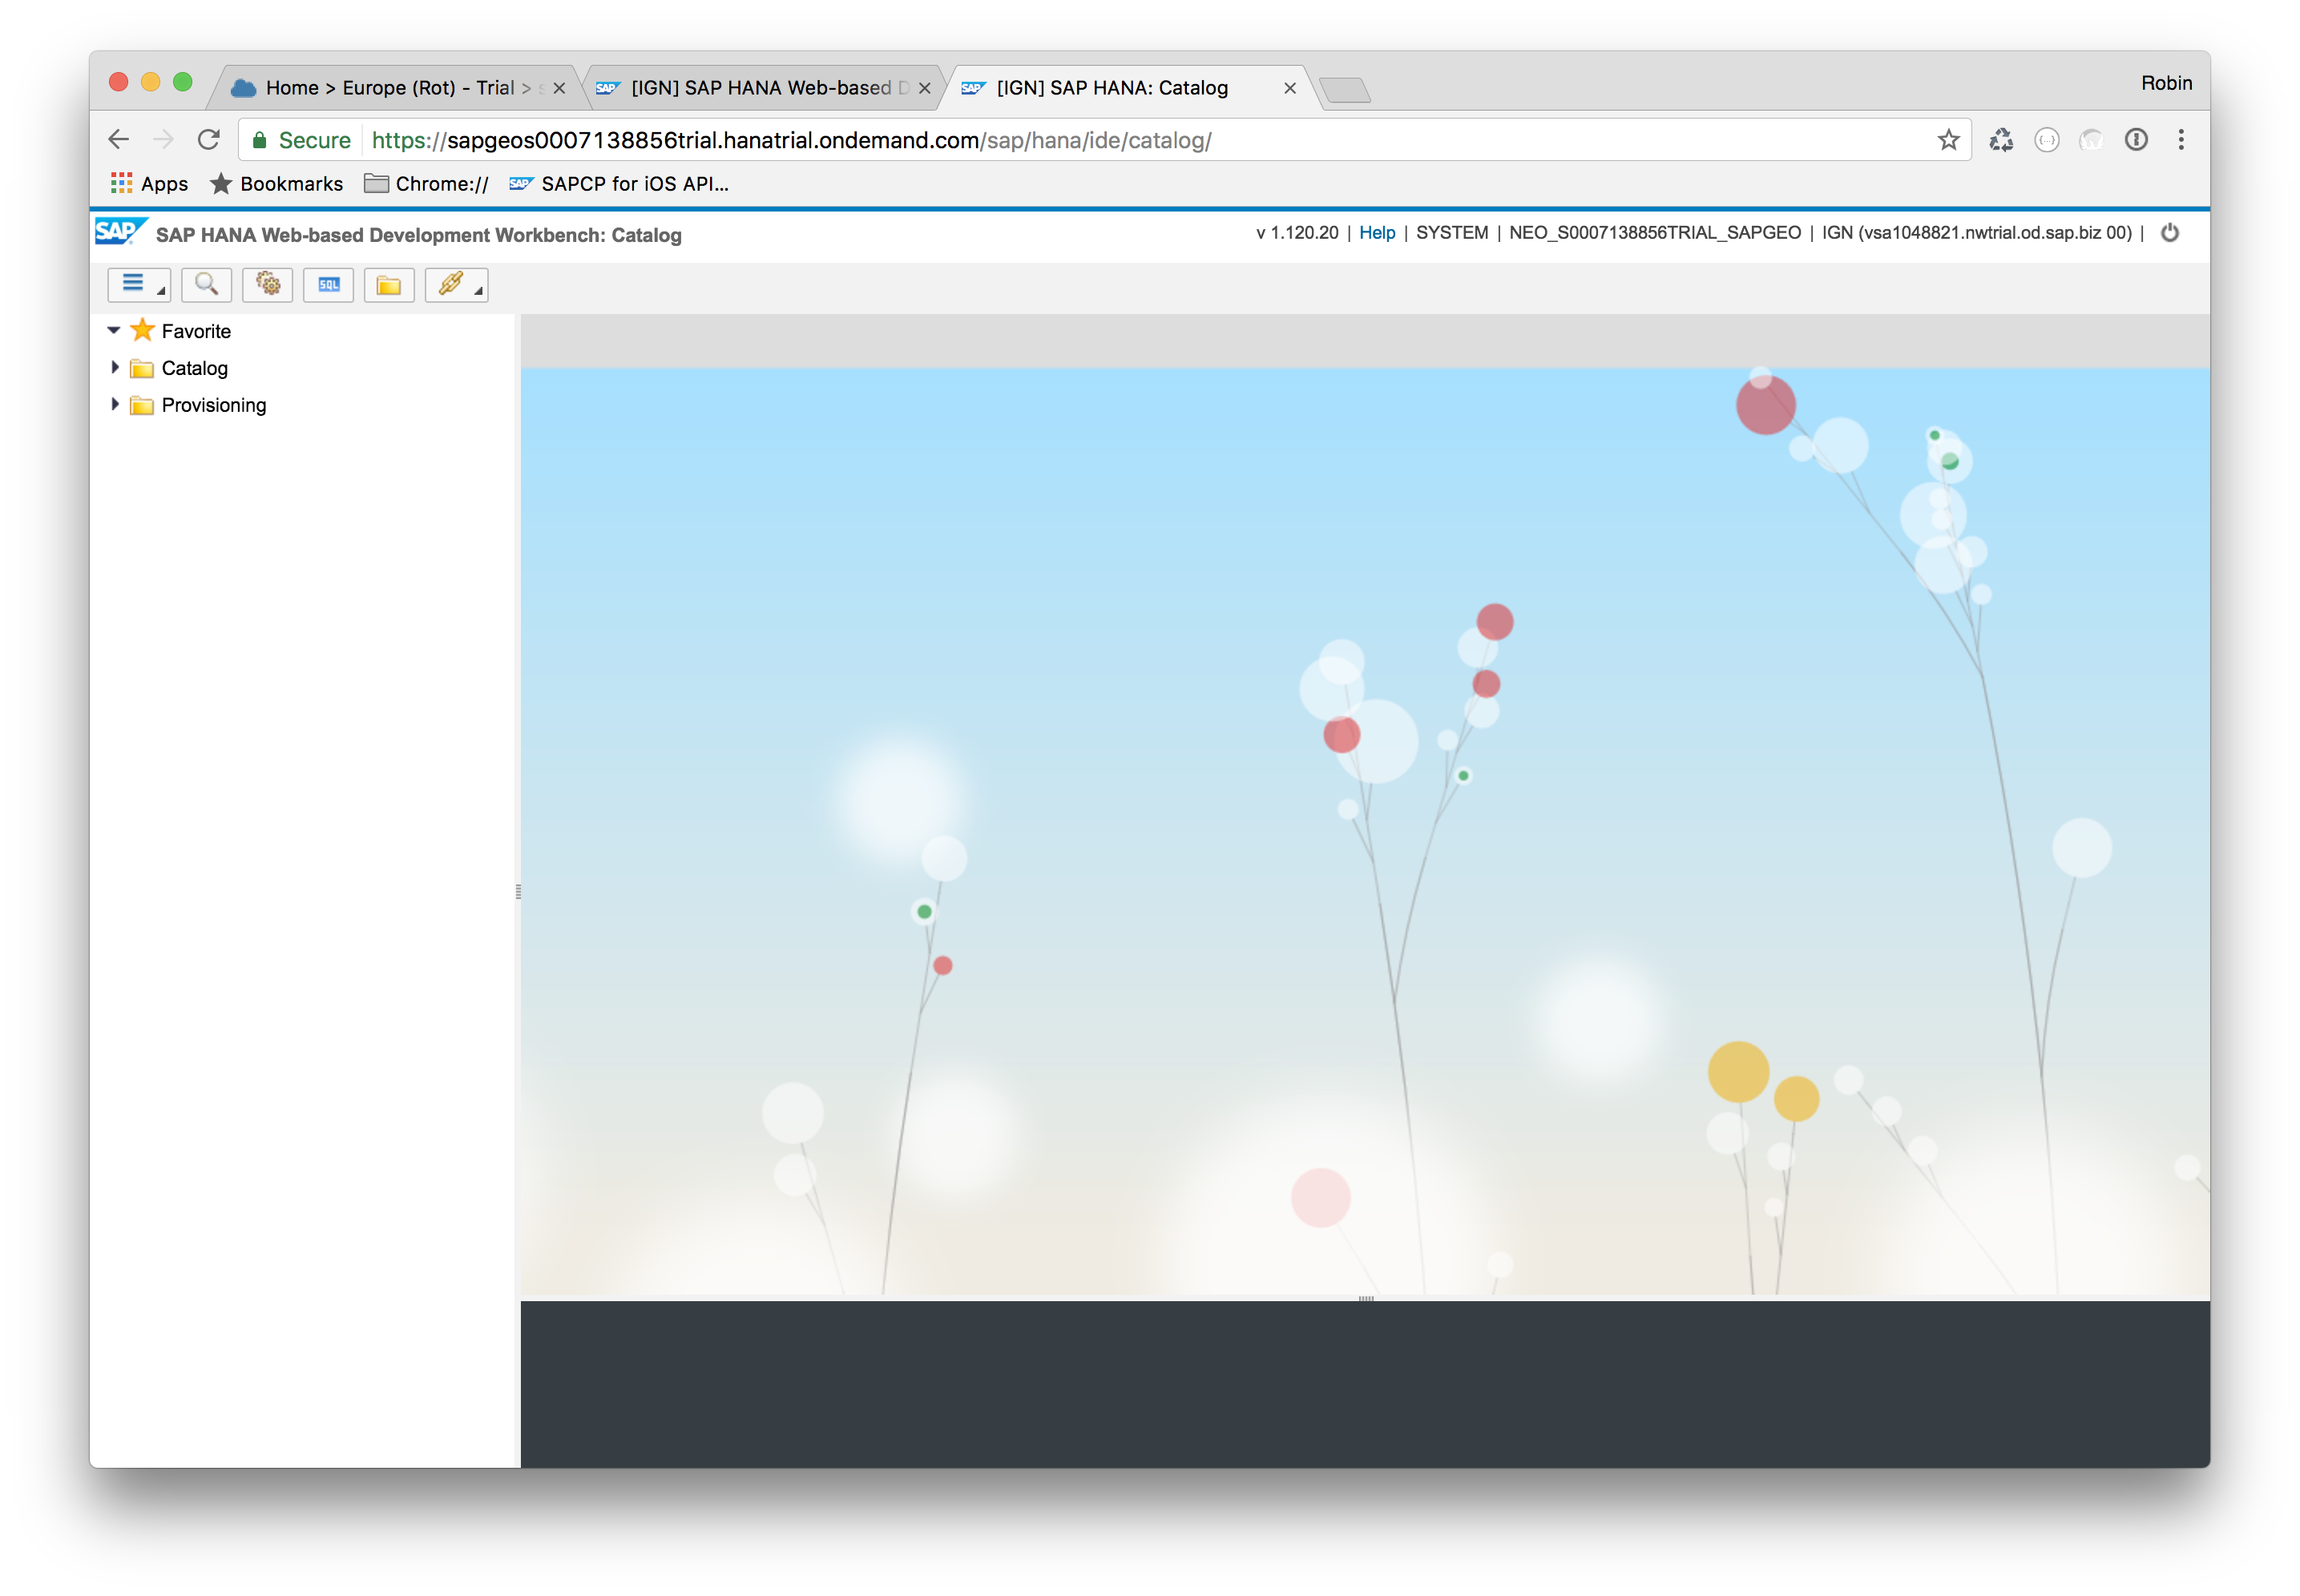 Home > Europe (Rot) - Trial > s
[IGN] SAP HANA Web-based D
[IGN] SAP HANA: Catalog
Robin
Secure https://sapgeos0007138856trial.hanatrial.ondemand.com/sap/hana/ide/catalog/
Apps Bookmarks Chrome:// SAP SAPCP for iOS API...
SAP SAP HANA Web-based Development Workbench: Catalog
v 1.120.20 | Help | SYSTEM | NEO_S0007138856TRIAL_SAPGEO | IGN (vsa1048821.nwtrial.od.sap.biz 00) |
SQL
Favorite
Catalog
Provisioning